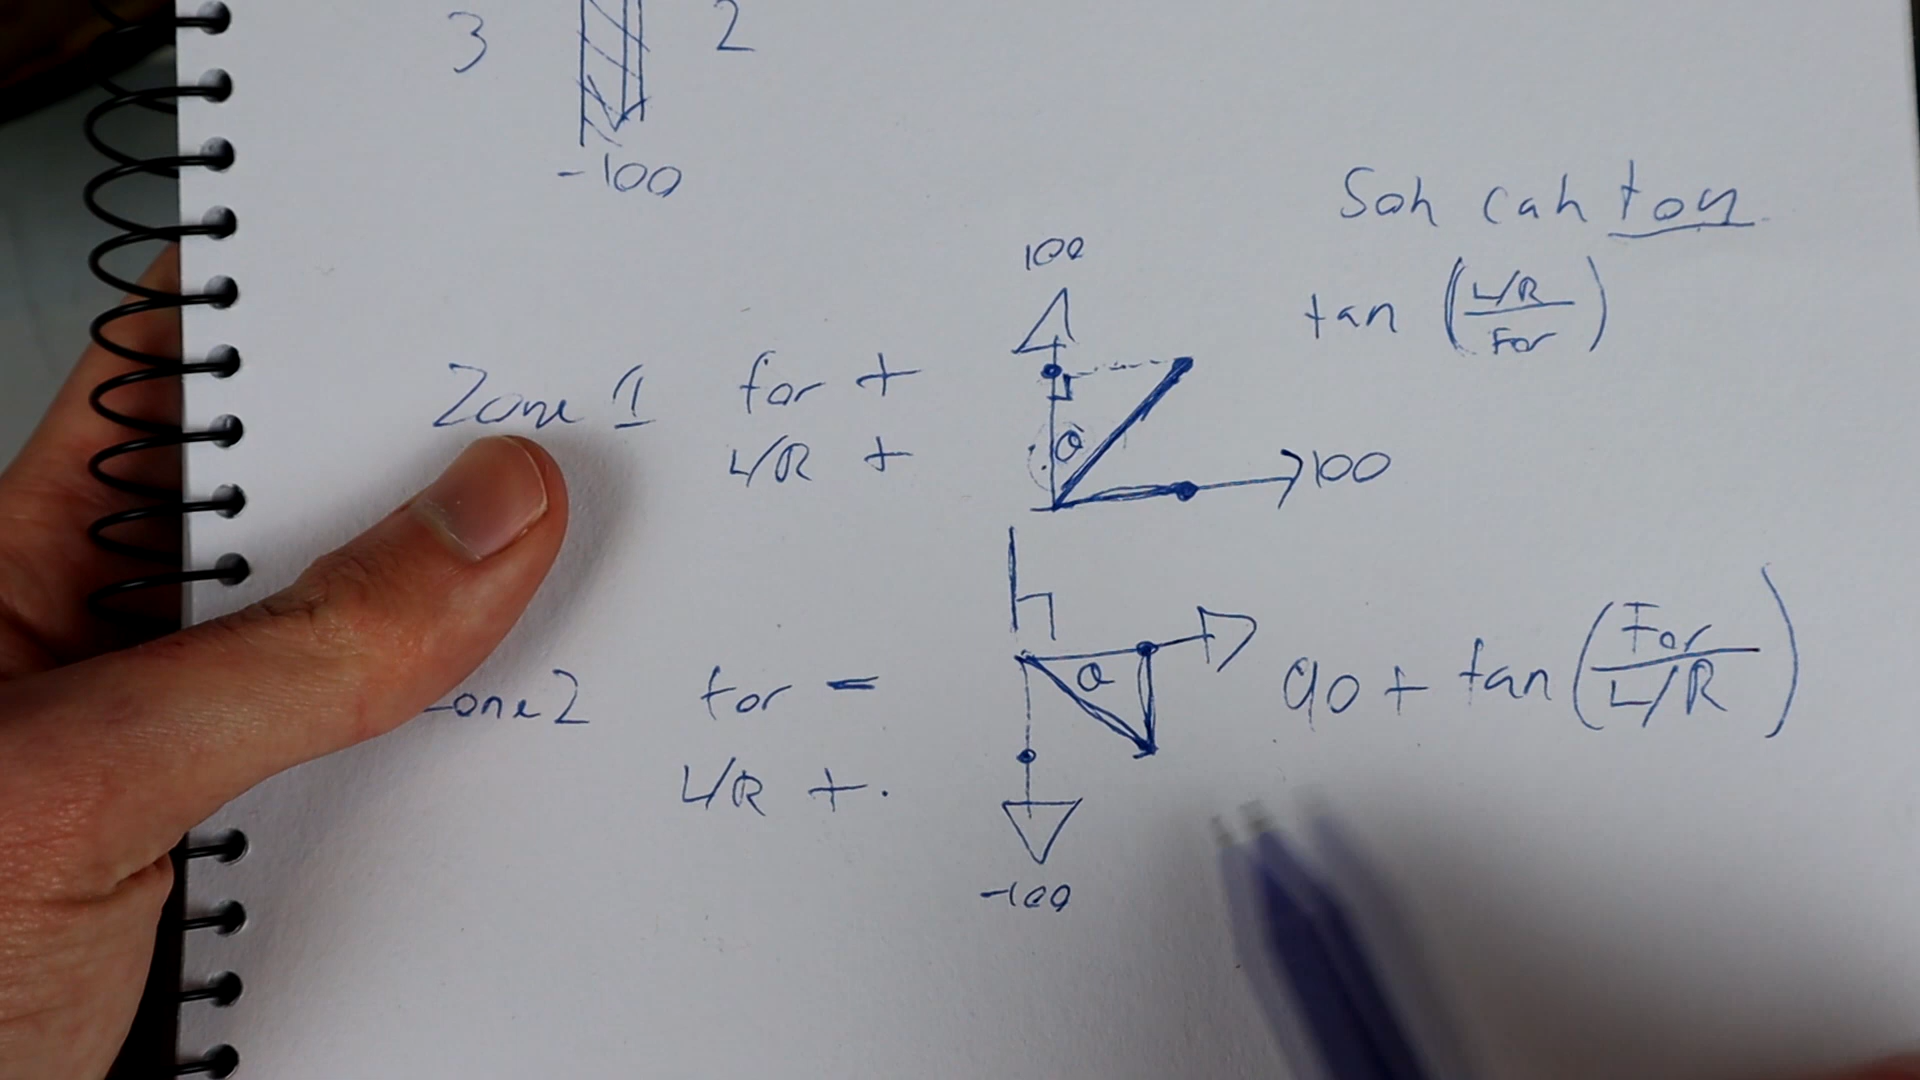 3 2
-100
Soh cah toa
100
tan (L/R / For)
Zone 1 for +
L/R +
θ
100
90 + tan (For / L/R)
one 2 for -
θ
L/R +.
-100